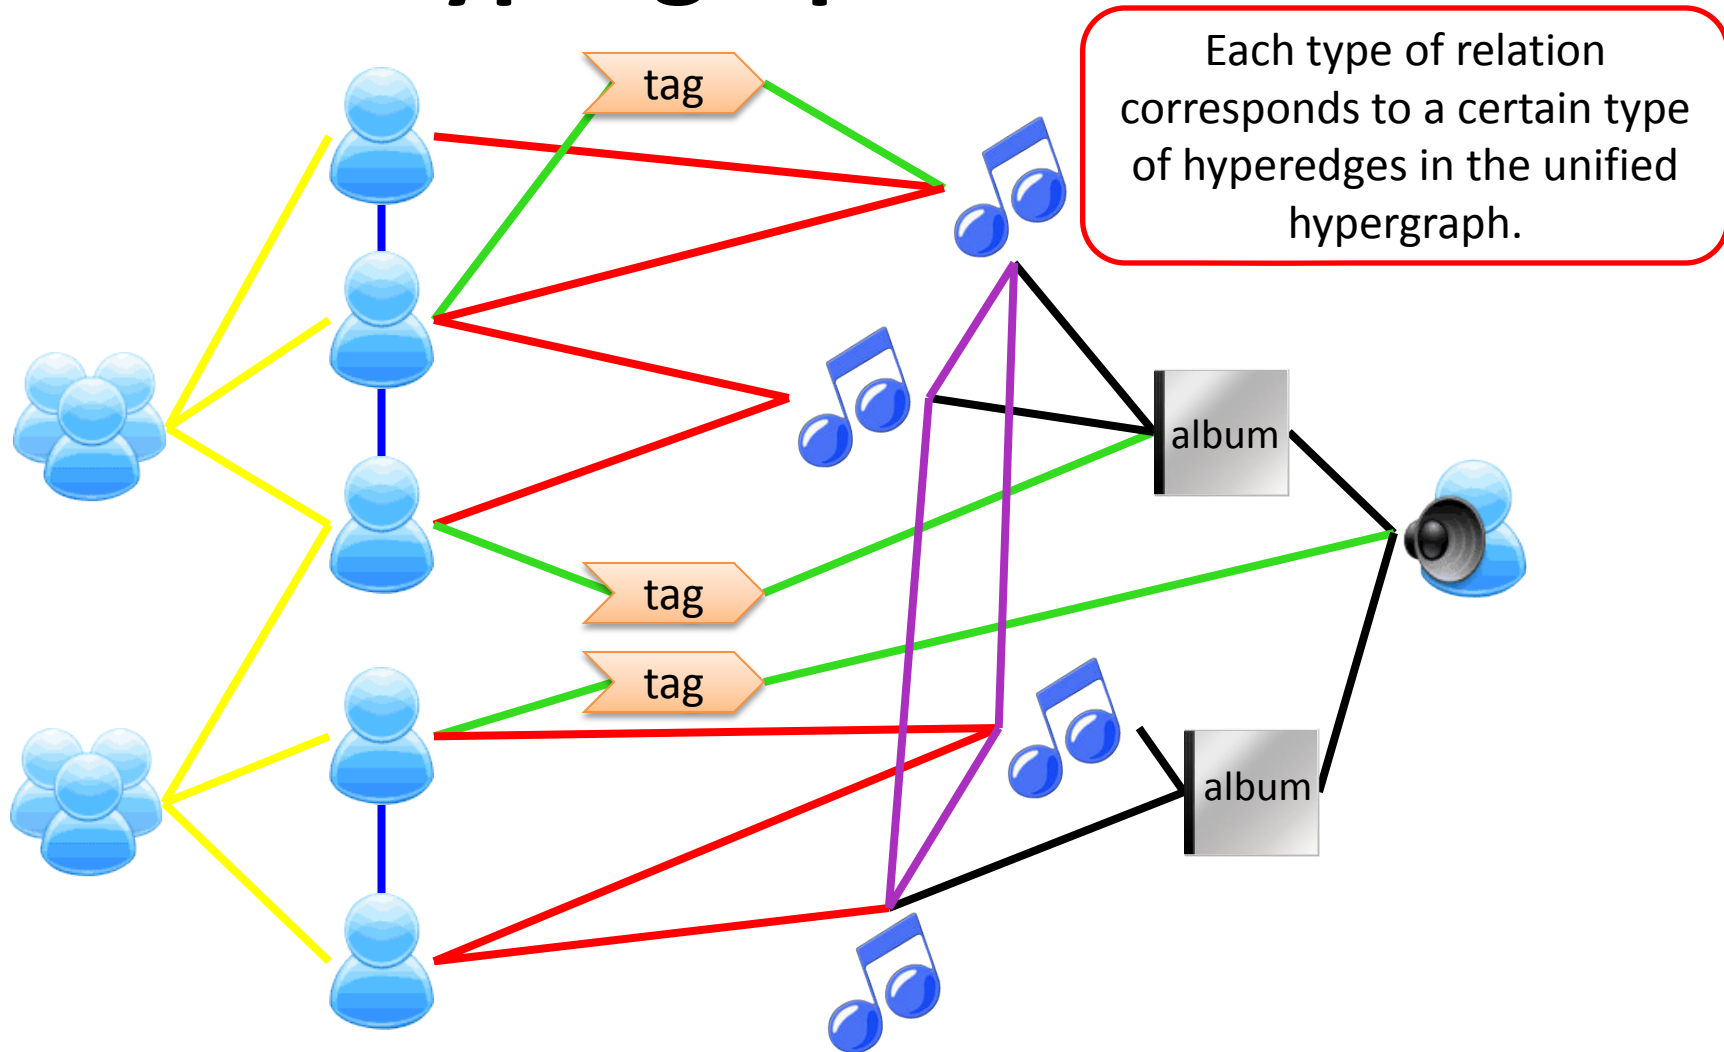 tag
Each type of relation
corresponds to a certain type
of hyperedges in the unified
hypergraph.
album
tag
tag
album